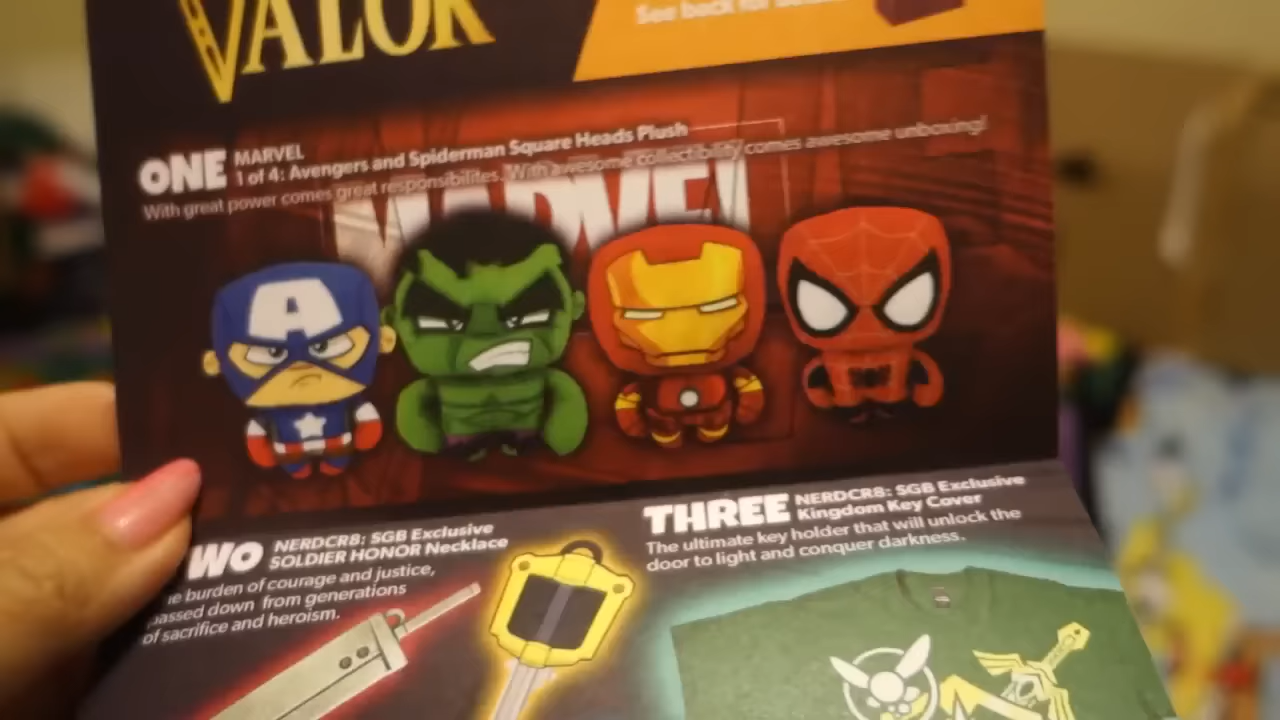 VALOR
See back for
ONE MARVEL
1 of 4: Avengers and Spiderman Square Heads Plush
With great power comes great responsibilites. With awesome collectibility comes awesome unboxing!
MARVEL
A
WO NERDCR8: SGB Exclusive
SOLDIER HONOR Necklace
e burden of courage and justice,
passed down from generations
of sacrifice and heroism.
THREE NERDCR8: SGB Exclusive
Kingdom Key Cover
The ultimate key holder that will unlock the
door to light and conquer darkness.